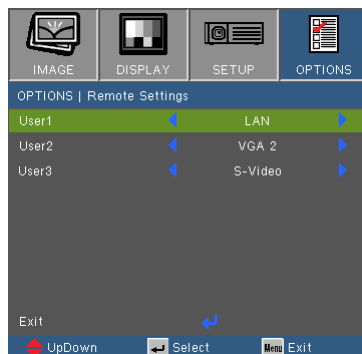 IMAGE DISPLAY SETUP OPTIONS
OPTIONS | Remote Settings
User1 LAN
User2 VGA 2
User3 S-Video
Exit
UpDown Select Menu Exit